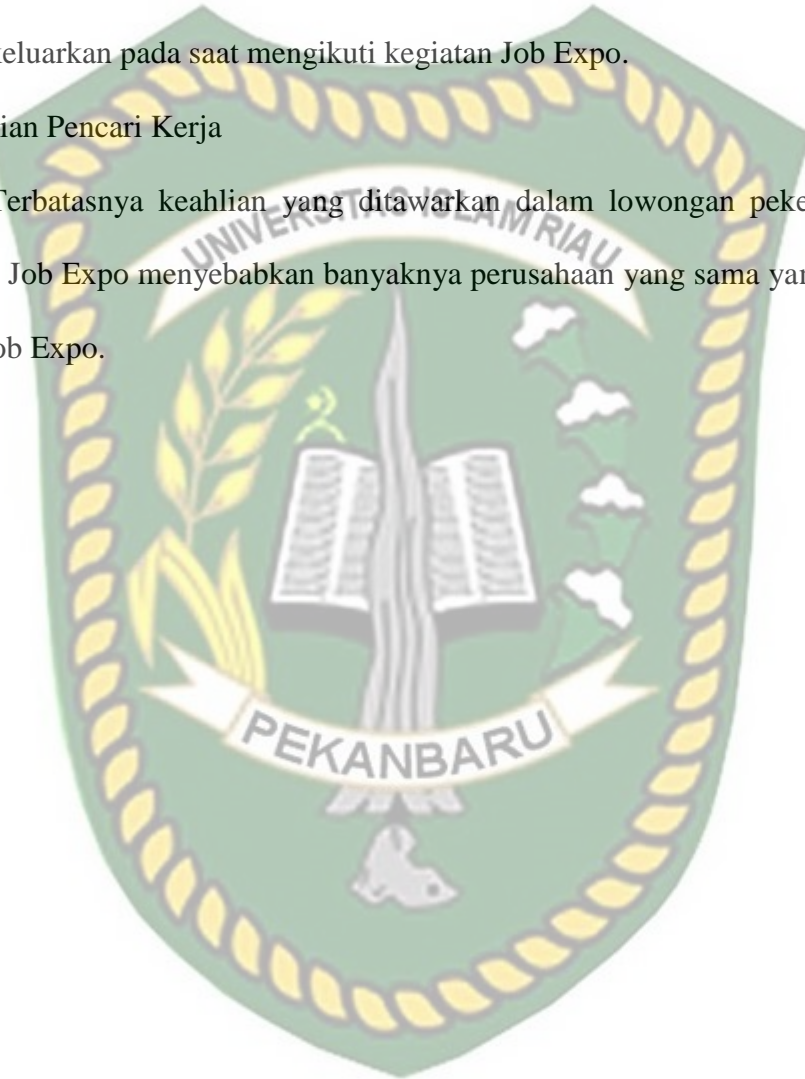 keluarkan pada saat mengikuti kegiatan Job Expo.
ian Pencari Kerja
Terbatasnya keahlian yang ditawarkan dalam lowongan peke
Job Expo menyebabkan banyaknya perusahaan yang sama yan
ob Expo.
UNIVERSITAS ISLAM RIAU
PEKANBARU